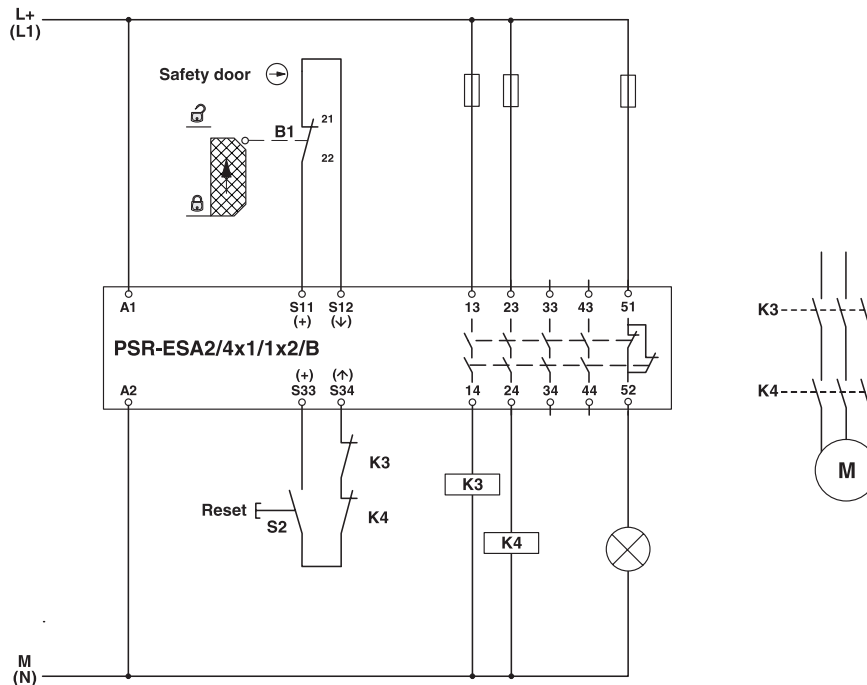 L+
(L1)
Safety door
21
B1
22
A1 S11 S12 13 23 33 43 51
(+) (↓)
K3
PSR-ESA2/4x1/1x2/B
(+) (↑)
A2 S33 S34 14 24 34 44 52
K4
K3
M
K3
Reset
S2
K4
K4
M
(N)